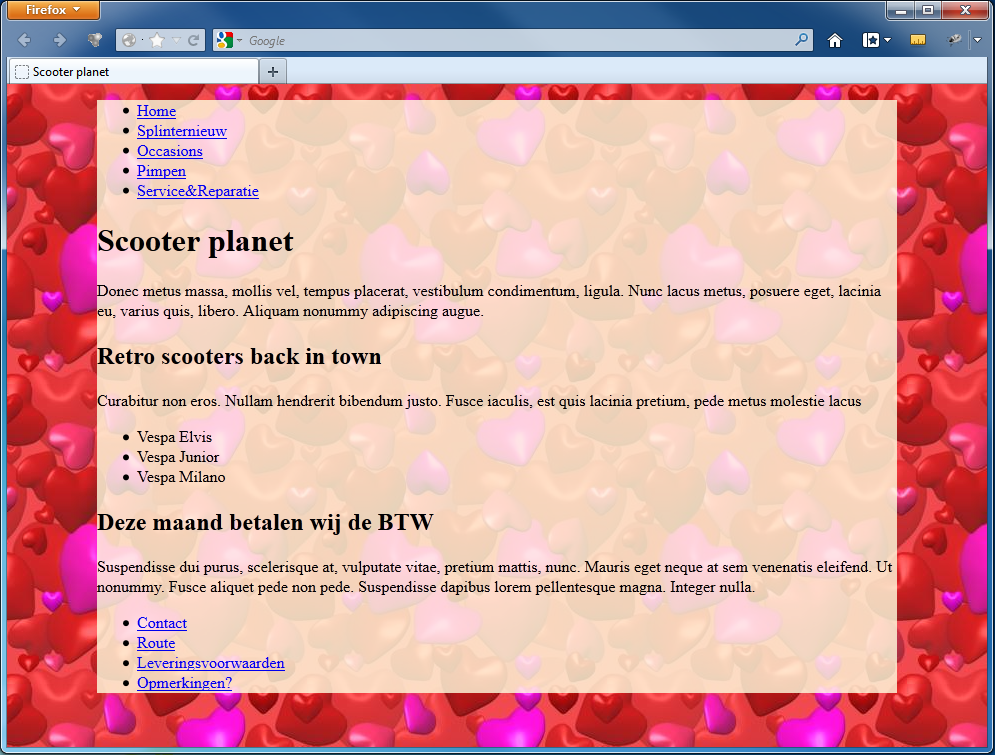 Firefox
Google
Scooter planet
Home
Splinternieuw
Occasions
Pimpen
Service&Reparatie
Scooter planet
Donec metus massa, mollis vel, tempus placerat, vestibulum condimentum, ligula. Nunc lacus metus, posuere eget, lacinia
eu, varius quis, libero. Aliquam nonummy adipiscing augue.
Retro scooters back in town
Curabitur non eros. Nullam hendrerit bibendum justo. Fusce iaculis, est quis lacinia pretium, pede metus molestie lacus
Vespa Elvis
Vespa Junior
Vespa Milano
Deze maand betalen wij de BTW
Suspendisse dui purus, scelerisque at, vulputate vitae, pretium mattis, nunc. Mauris eget neque at sem venenatis eleifend. Ut
nonummy. Fusce aliquet pede non pede. Suspendisse dapibus lorem pellentesque magna. Integer nulla.
Contact
Route
Leveringsvoorwaarden
Opmerkingen?